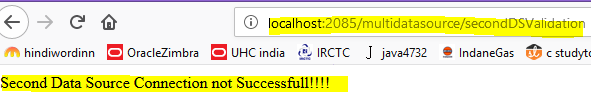 localhost:2085/multidatasource/secondDSValidation
hindiwordinn OracleZimbra UHC india IRCTC J java4732 IndaneGas c studyto
Second Data Source Connection not Successfull!!!!